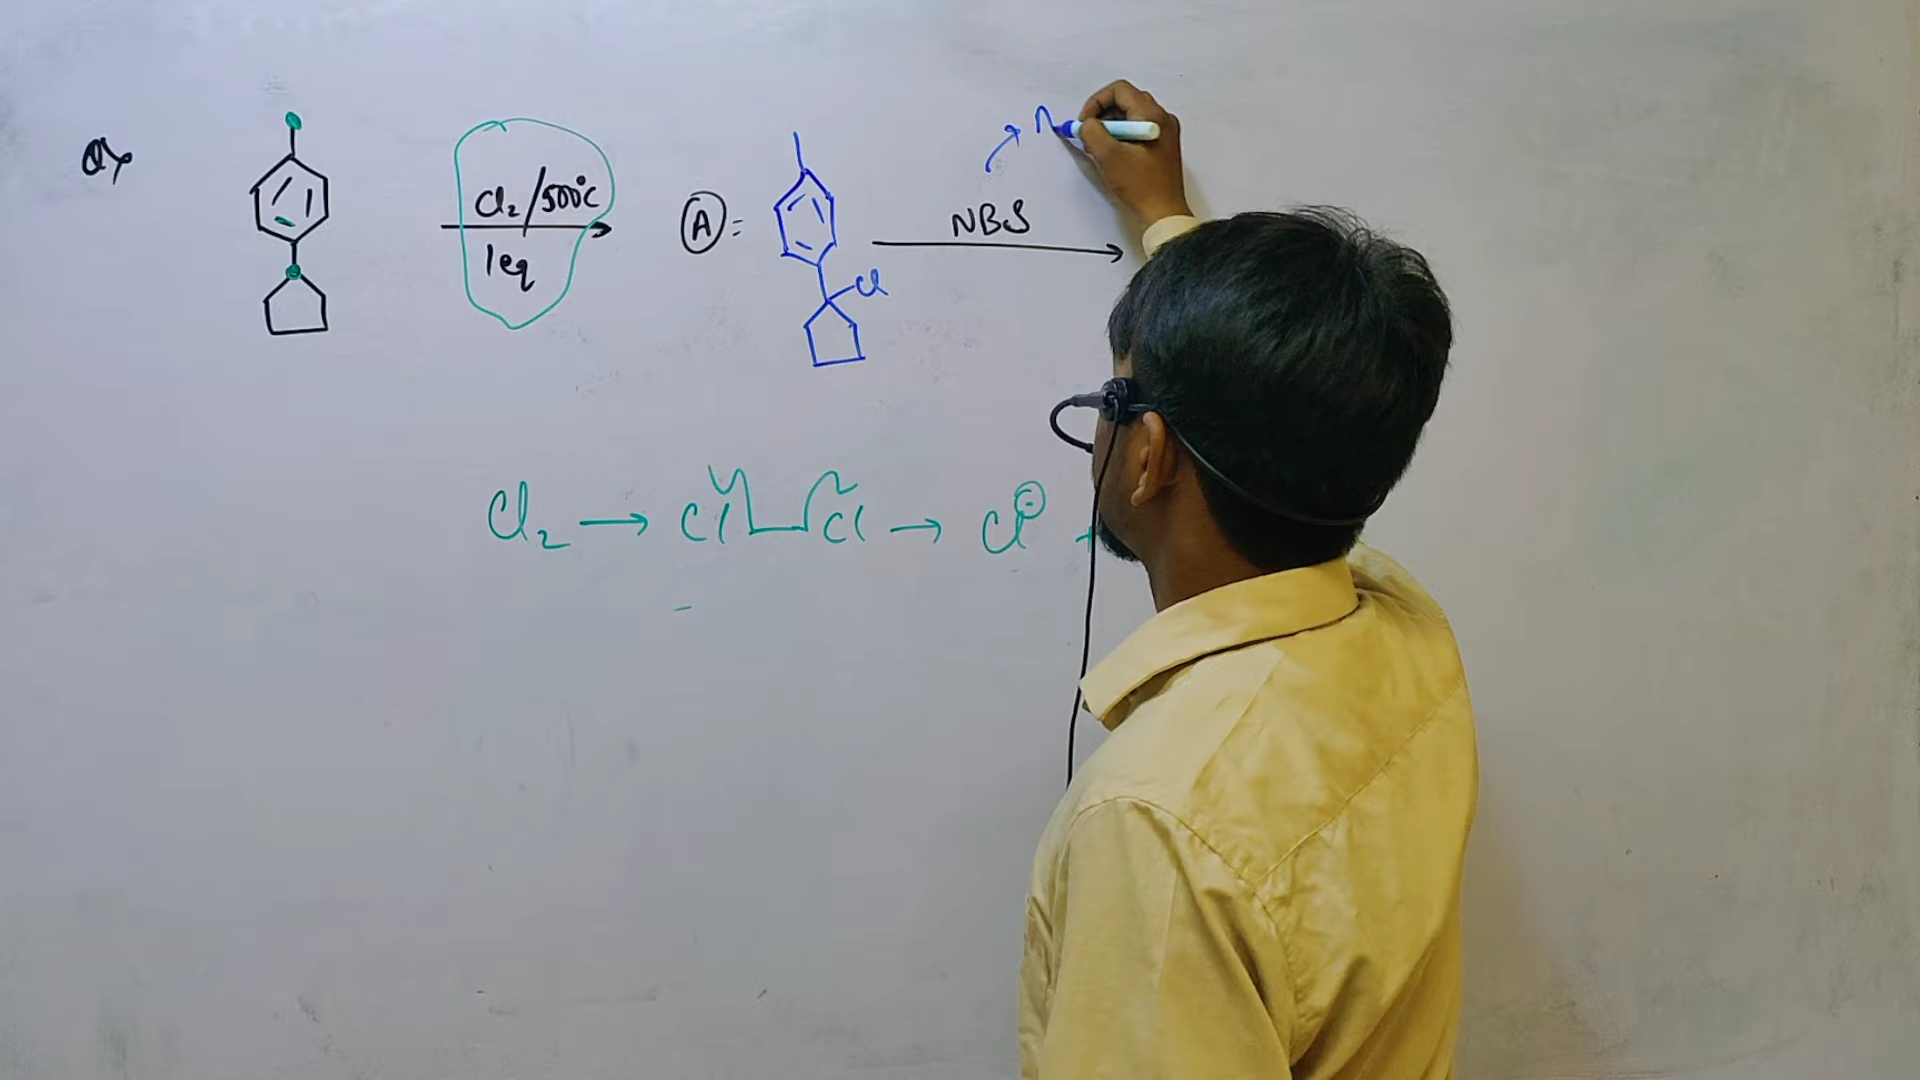 Q
Cl₂/500°C
1eq
A =
Cl
NBS
N
Cl₂ → Cl Cl → Cl⊙ +